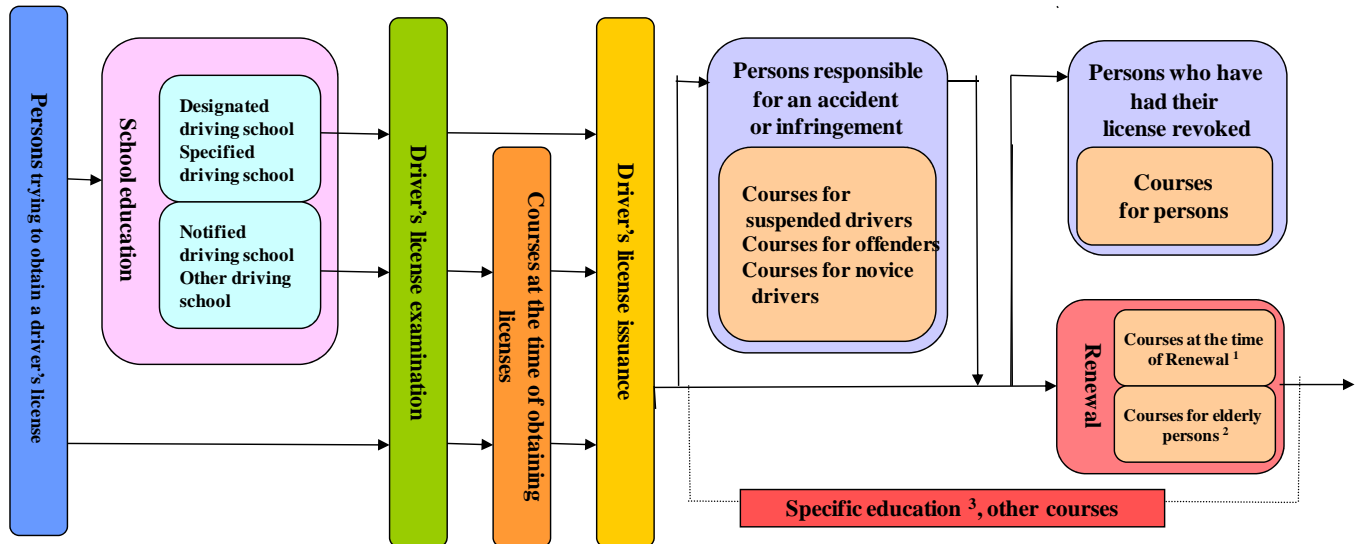 Persons trying to obtain a driver's license
School education
Designated
driving school
Specified
driving school
Notified
driving school
Other driving
school
Driver's license examination
Courses at the time of obtaining
licenses
Driver's license issuance
Persons responsible
for an accident
or infringement
Courses for
suspended drivers
Courses for offenders
Courses for novice
drivers
Persons who have
had their
license revoked
Courses
for persons
Renewal
Courses at the time
of Renewal 1
Courses for elderly
persons 2
Specific education 3, other courses